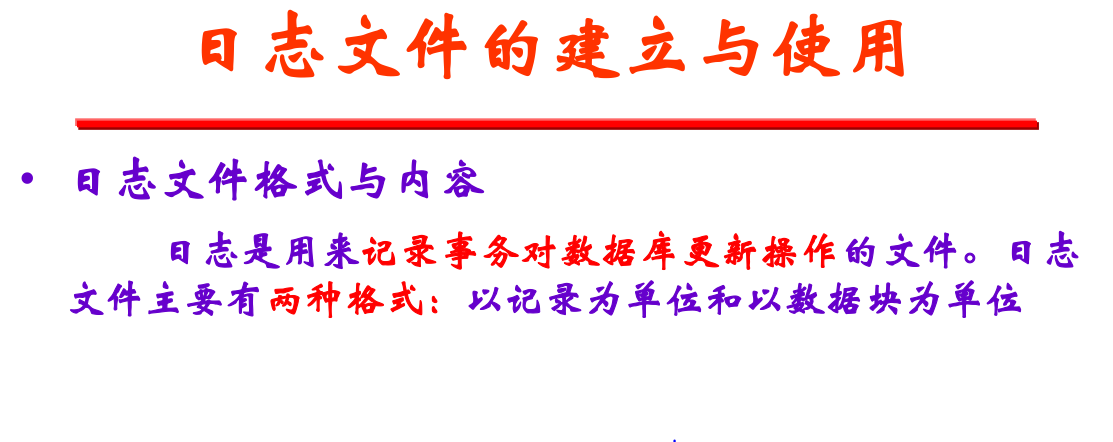 日志文件的建立与使用
• 日志文件格式与内容
日志是用来记录事务对数据库更新操作的文件。日志
文件主要有两种格式：以记录为单位和以数据块为单位